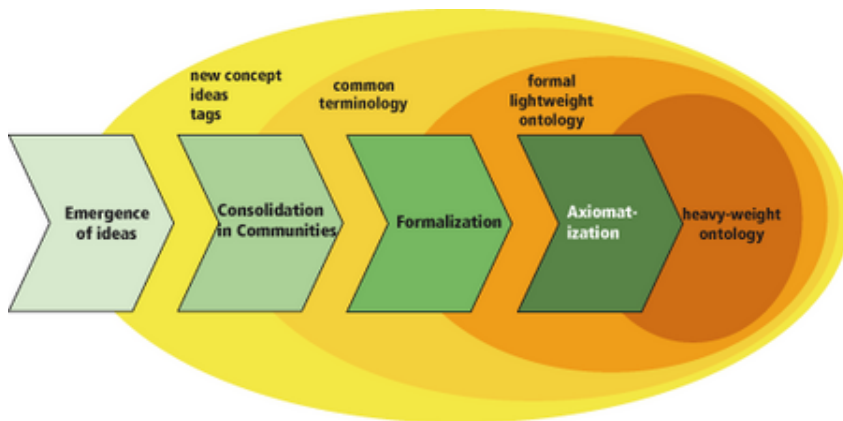 new concept
ideas
tags
common
terminology
formal
lightweight
ontology
Emergence
of ideas
Consolidation
in Communities
Formalization
Axiomat-
ization
heavy-weight
ontology